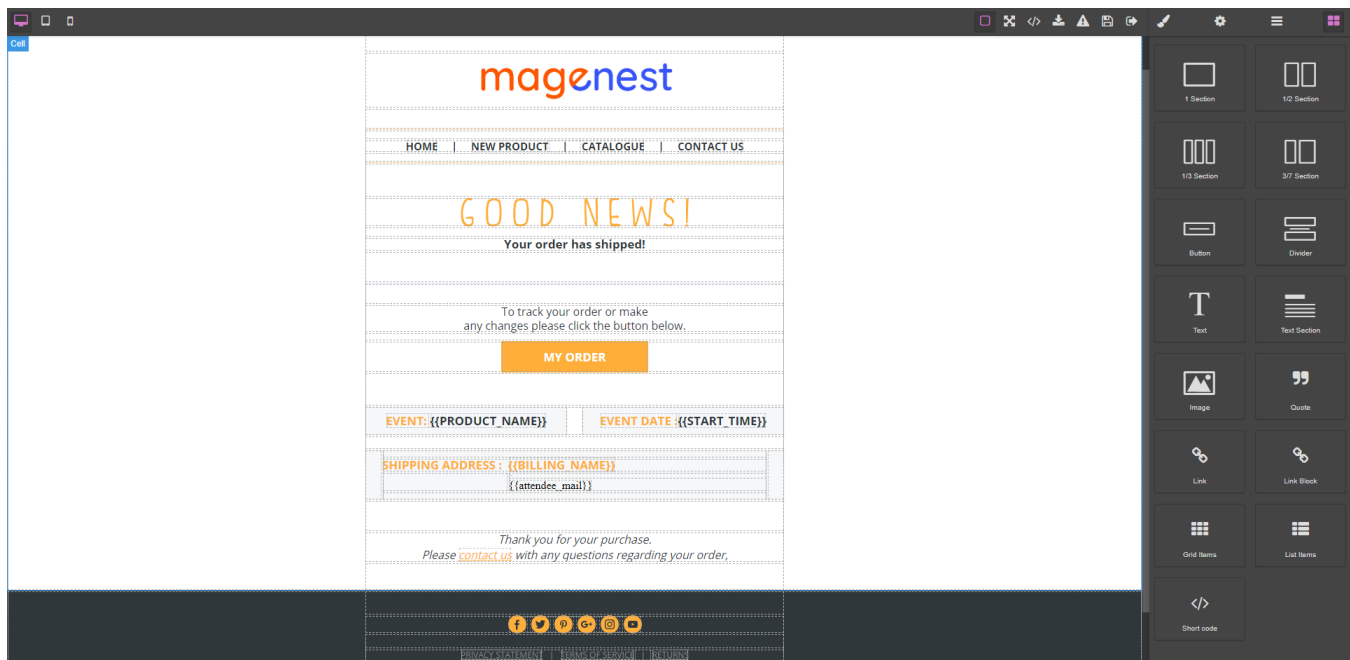 Cell
magenest
HOME | NEW PRODUCT | CATALOGUE | CONTACT US
GOOD NEWS!
Your order has shipped!
To track your order or make
any changes please click the button below.
MY ORDER
EVENT: {{PRODUCT_NAME}}
EVENT DATE :{{START_TIME}}
SHIPPING ADDRESS : {{BILLING_NAME}}
{{attendee_mail}}
Thank you for your purchase.
Please contact us with any questions regarding your order,
PRIVACY STATEMENT | TERMS OF SERVICE | RETURNS
1 Section
1/2 Section
1/3 Section
3/7 Section
Button
Divider
Text
Text Section
Image
Quote
Link
Link Block
Grid Items
List Items
Short code